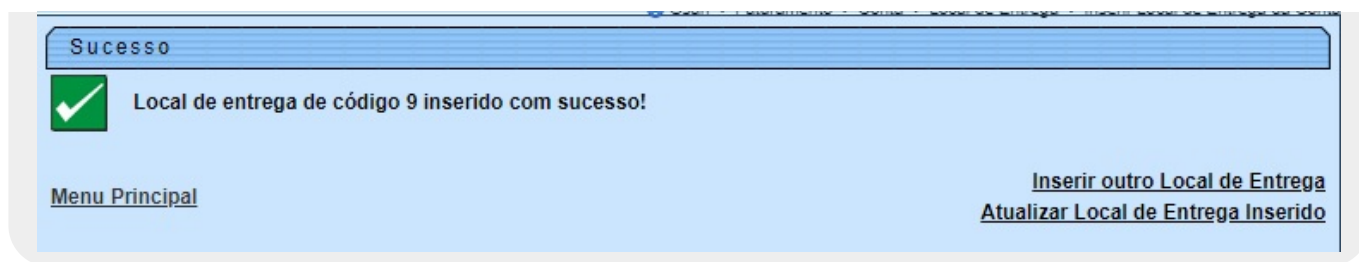 Sucesso
Local de entrega de código 9 inserido com sucesso!
Inserir outro Local de Entrega
Menu Principal
Atualizar Local de Entrega Inserido